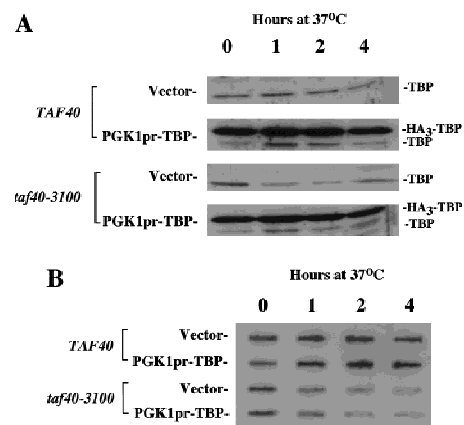 A
Hours at 37ºC
0 1 2 4
TAF40
Vector-
-TBP
PGK1pr-TBP-
-HA3-TBP
-TBP
taf40-3100
Vector-
-TBP
PGK1pr-TBP-
-HA3-TBP
-TBP
B
Hours at 37ºC
0 1 2 4
TAF40
Vector-
PGK1pr-TBP-
taf40-3100
Vector-
PGK1pr-TBP-